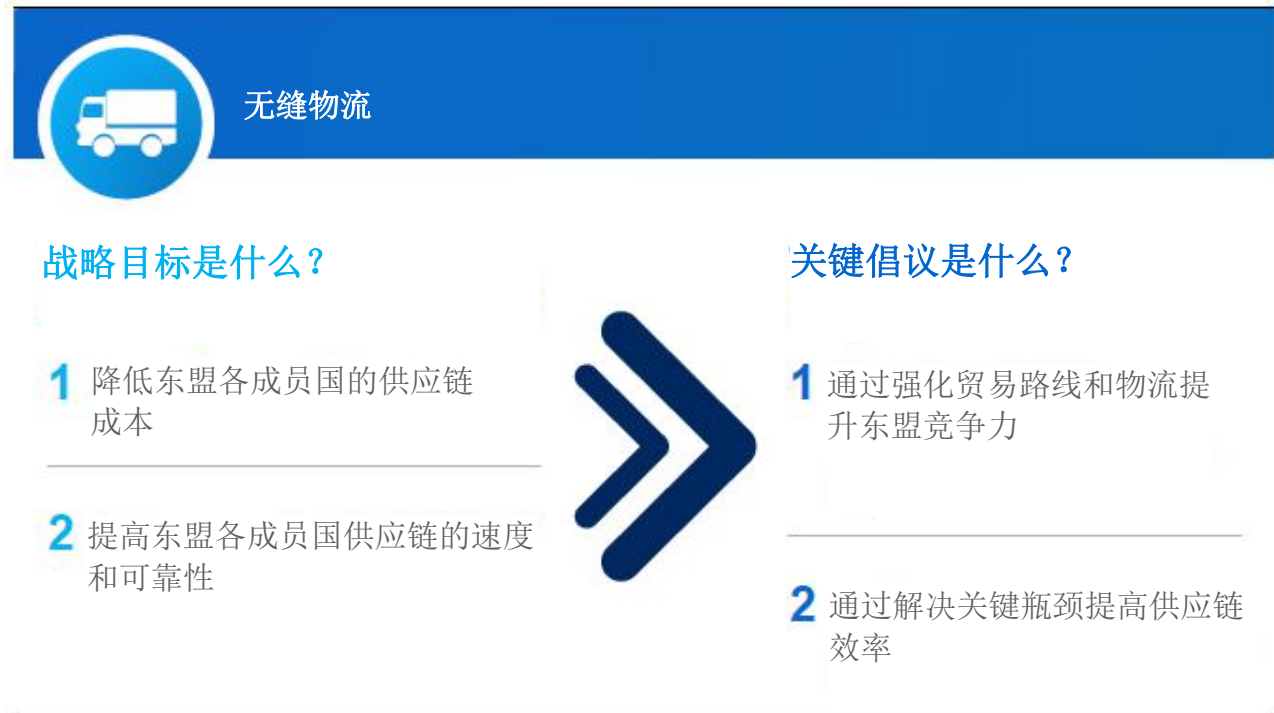 无缝物流
战略目标是什么？
1 降低东盟各成员国的供应链
成本
2 提高东盟各成员国供应链的速度
和可靠性
关键倡议是什么？
1 通过强化贸易路线和物流提
升东盟竞争力
2 通过解决关键瓶颈提高供应链
效率